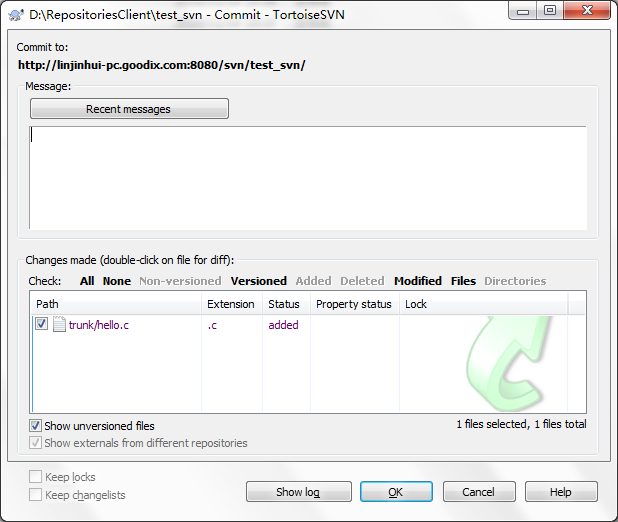 D:\RepositoriesClient\test_svn - Commit - TortoiseSVN
Commit to:
http://linjinhui-pc.goodix.com:8080/svn/test_svn/
Message:
Recent messages
Changes made (double-click on file for diff):
Check: All None Non-versioned Versioned Added Deleted Modified Files Directories
Path Extension Status Property status Lock
trunk/hello.c .c added
Show unversioned files 1 files selected, 1 files total
Show externals from different repositories
Keep locks
Keep changelists
Show log OK Cancel Help